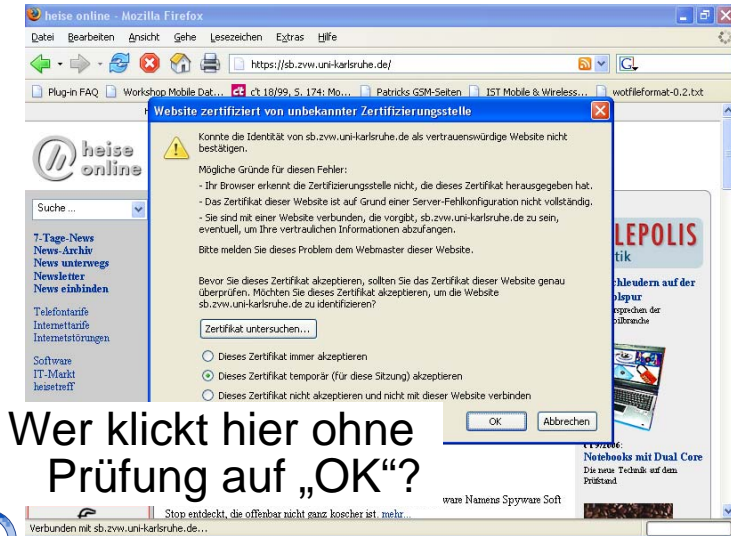 heise online - Mozilla Firefox
Datei Bearbeiten Ansicht Gehe Lesezeichen Extras Hilfe
https://sb.zvw.uni-karlsruhe.de/
G
Plug-in FAQ Workshop Mobile Dat... c't 18/99, S. 174: Mo... Patricks GSM-Seiten IST Mobile & Wireless... wotfileformat-0.2.txt
Website zertifiziert von unbekannter Zertifizierungsstelle
Konnte die Identität von sb.zvw.uni-karlsruhe.de als vertrauenswürdige Website nicht
bestätigen.
Mögliche Gründe für diesen Fehler:
- Ihr Browser erkennt die Zertifizierungsstelle nicht, die dieses Zertifikat herausgegeben hat.
- Das Zertifikat dieser Website ist auf Grund einer Server-Fehlkonfiguration nicht vollständig.
- Sie sind mit einer Website verbunden, die vorgibt, sb.zvw.uni-karlsruhe.de zu sein,
eventuell, um Ihre vertraulichen Informationen abzufangen.
Bitte melden Sie dieses Problem dem Webmaster dieser Website.
Bevor Sie dieses Zertifikat akzeptieren, sollten Sie das Zertifikat dieser Website genau
überprüfen. Möchten Sie dieses Zertifikat akzeptieren, um die Website
sb.zvw.uni-karlsruhe.de zu identifizieren?
Zertifikat untersuchen...
Dieses Zertifikat immer akzeptieren
Dieses Zertifikat temporär (für diese Sitzung) akzeptieren
Dieses Zertifikat nicht akzeptieren und nicht mit dieser Website verbinden
OK Abbrechen
heise
online
Suche ...
7-Tage-News
News-Archiv
News unterwegs
Newsletter
News einbinden
Telefontarife
Internettarife
Internetstörungen
Software
IT-Markt
heisetreff
LEPOLIS
tik
hleudern auf der
olspur
Notebooks mit Dual Core
Die neue Technik auf dem
Prüfstand
Wer klickt hier ohne
Prüfung auf „OK“?
ware Namens Spyware Soft
Stop entdeckt, die offenbar nicht ganz koscher ist. mehr...
Verbunden mit sb.zvw.uni-karlsruhe.de...